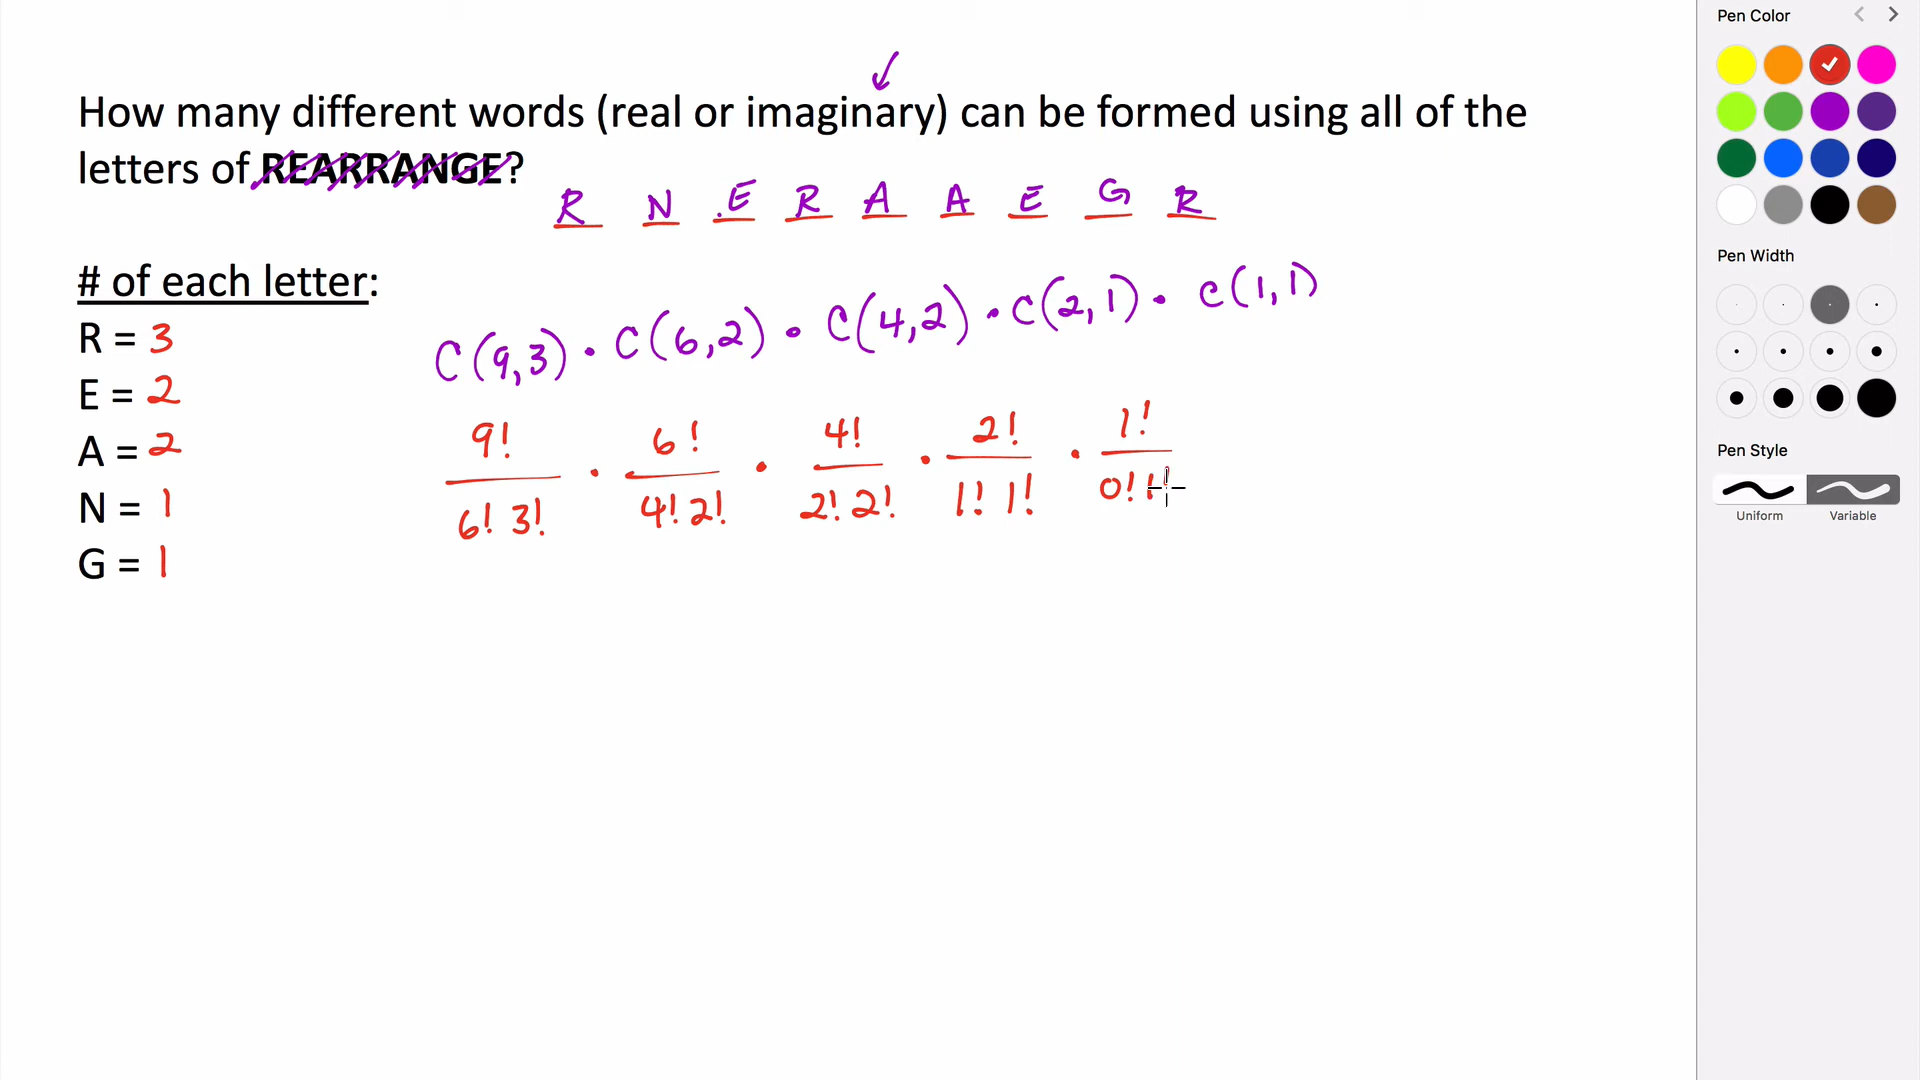 How many different words (real or imaginary) can be formed using all of the
letters of REARRANGE?
R N E R A A E G R
# of each letter:
R = 3
E = 2
A = 2
N = 1
G = 1
C(9,3) · C(6,2) · C(4,2) · C(2,1) · C(1,1)
9!/6! 3! · 6!/4! 2! · 4!/2! 2! · 2!/1! 1! · 1!/0! 1!
Pen Color
Pen Width
Pen Style
Uniform Variable